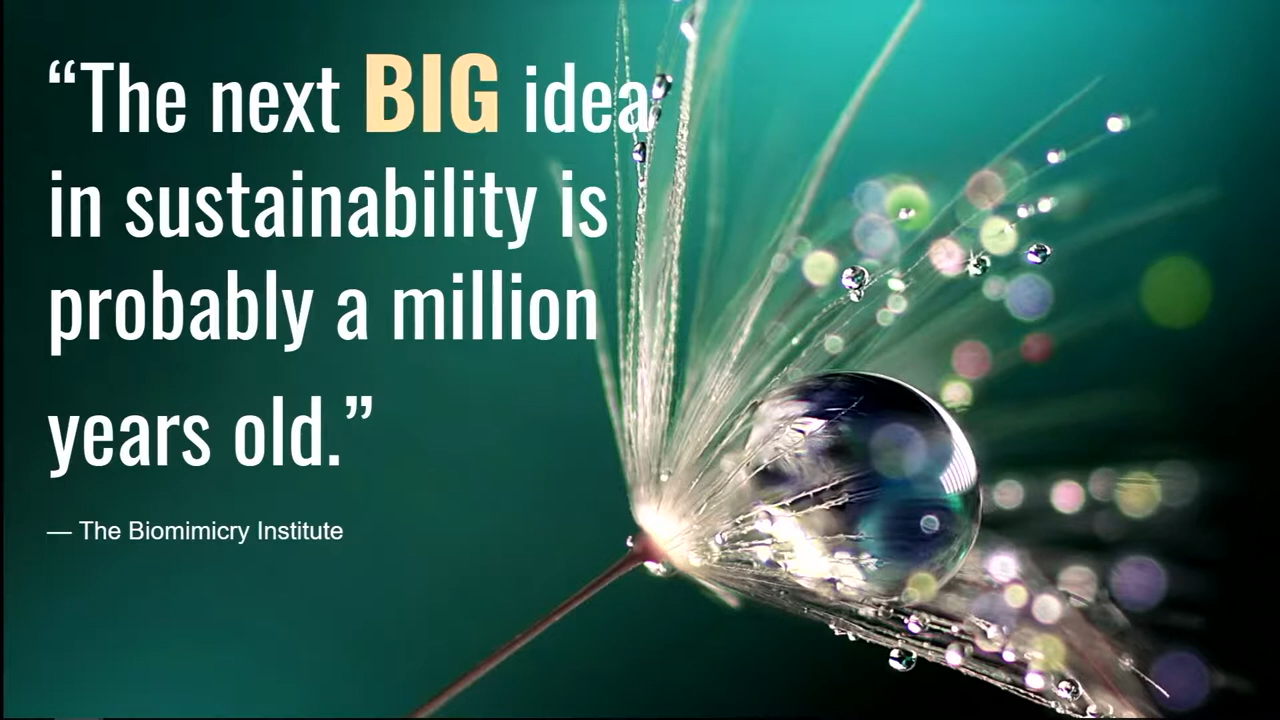 “The next BIG idea
in sustainability is
probably a million
years old.”
— The Biomimicry Institute